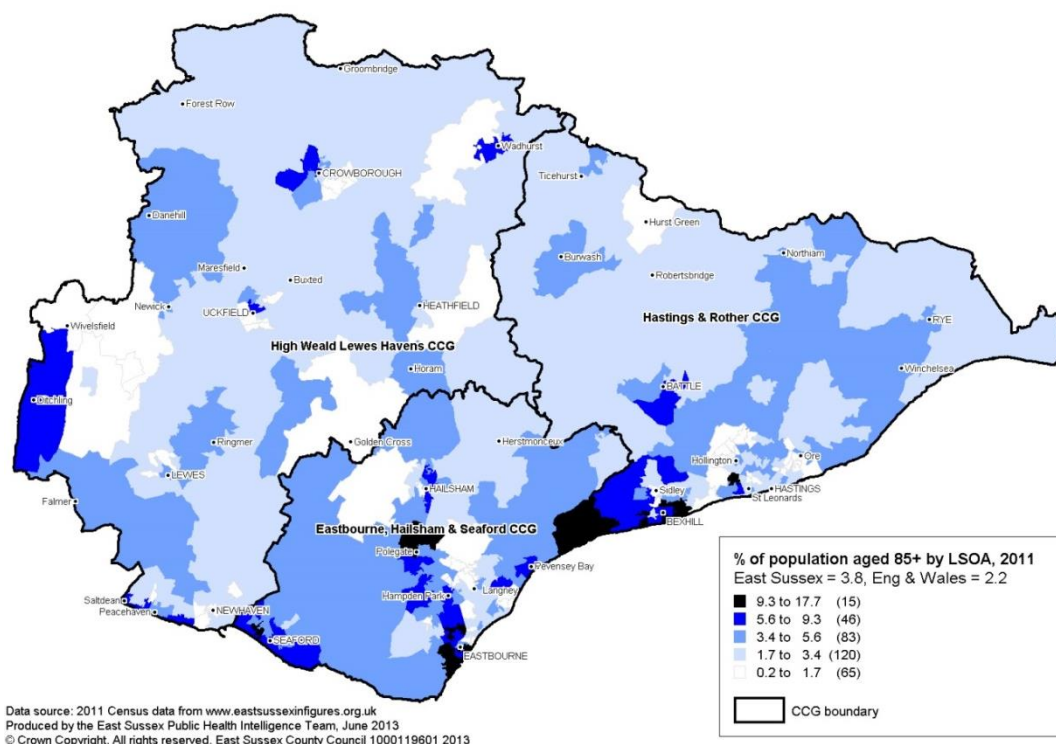 Groombridge
Forest Row
Wadhurst
CROWBOROUGH
Ticehurst
Danehill
Hurst Green
Burwash
Northiam
Maresfield
Buxted
Robertsbridge
Newick
UCKFIELD
HEATHFIELD
Hastings & Rother CCG
RYE
Wivelsfield
High Weald Lewes Havens CCG
Horam
Winchelsea
BATTLE
Ditchling
Ringmer
Golden Cross
Herstmonceux
Hollington
Ore
LEWES
HAILSHAM
Sidley
HASTINGS
St Leonards
Falmer
BEXHILL
Eastbourne, Hailsham & Seaford CCG
Polegate
Pevensey Bay
Hampden Park
Langney
Saltdean
Peacehaven
NEWHAVEN
SEAFORD
EASTBOURNE
% of population aged 85+ by LSOA, 2011
East Sussex = 3.8, Eng & Wales = 2.2
9.3 to 17.7 (15)
5.6 to 9.3 (46)
3.4 to 5.6 (83)
1.7 to 3.4 (120)
0.2 to 1.7 (65)
CCG boundary
Data source: 2011 Census data from www.eastsussexinfigures.org.uk
Produced by the East Sussex Public Health Intelligence Team, June 2013
© Crown Copyright. All rights reserved. East Sussex County Council 1000119601 2013